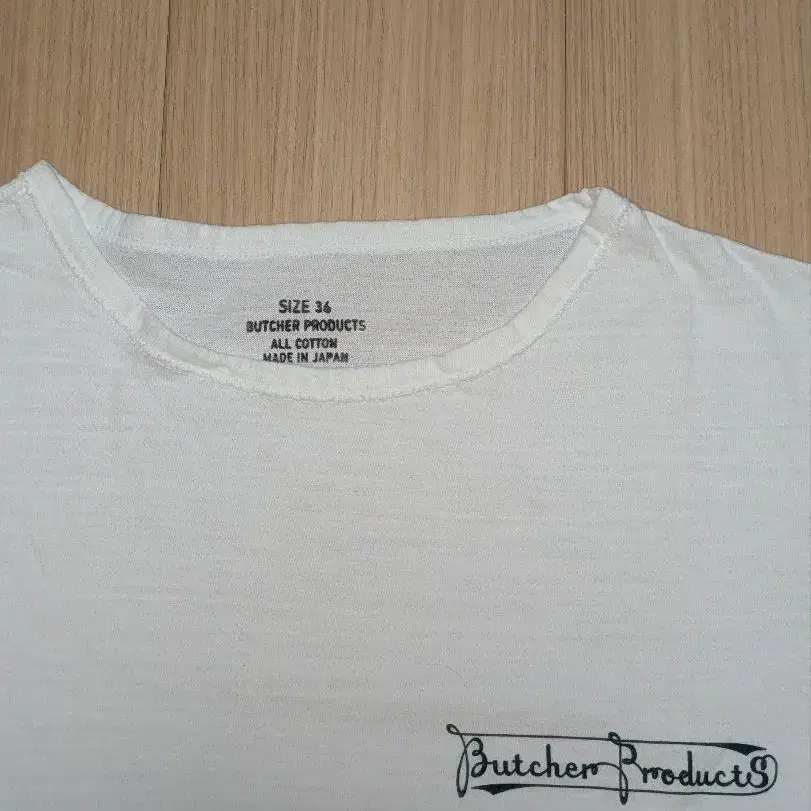 SIZE 36
BUTCHER PRODUCTS
ALL COTTON
MADE IN JAPAN
Butcher Products